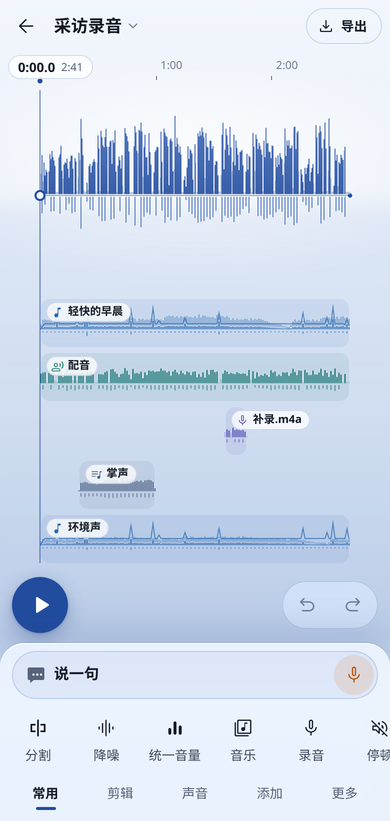 采访录音
导出
0:00.0 2:41
1:00
2:00
轻快的早晨
配音
补录.m4a
掌声
环境声
说一句
分割
降噪
统一音量
音乐
录音
停顿
常用
剪辑
声音
添加
更多